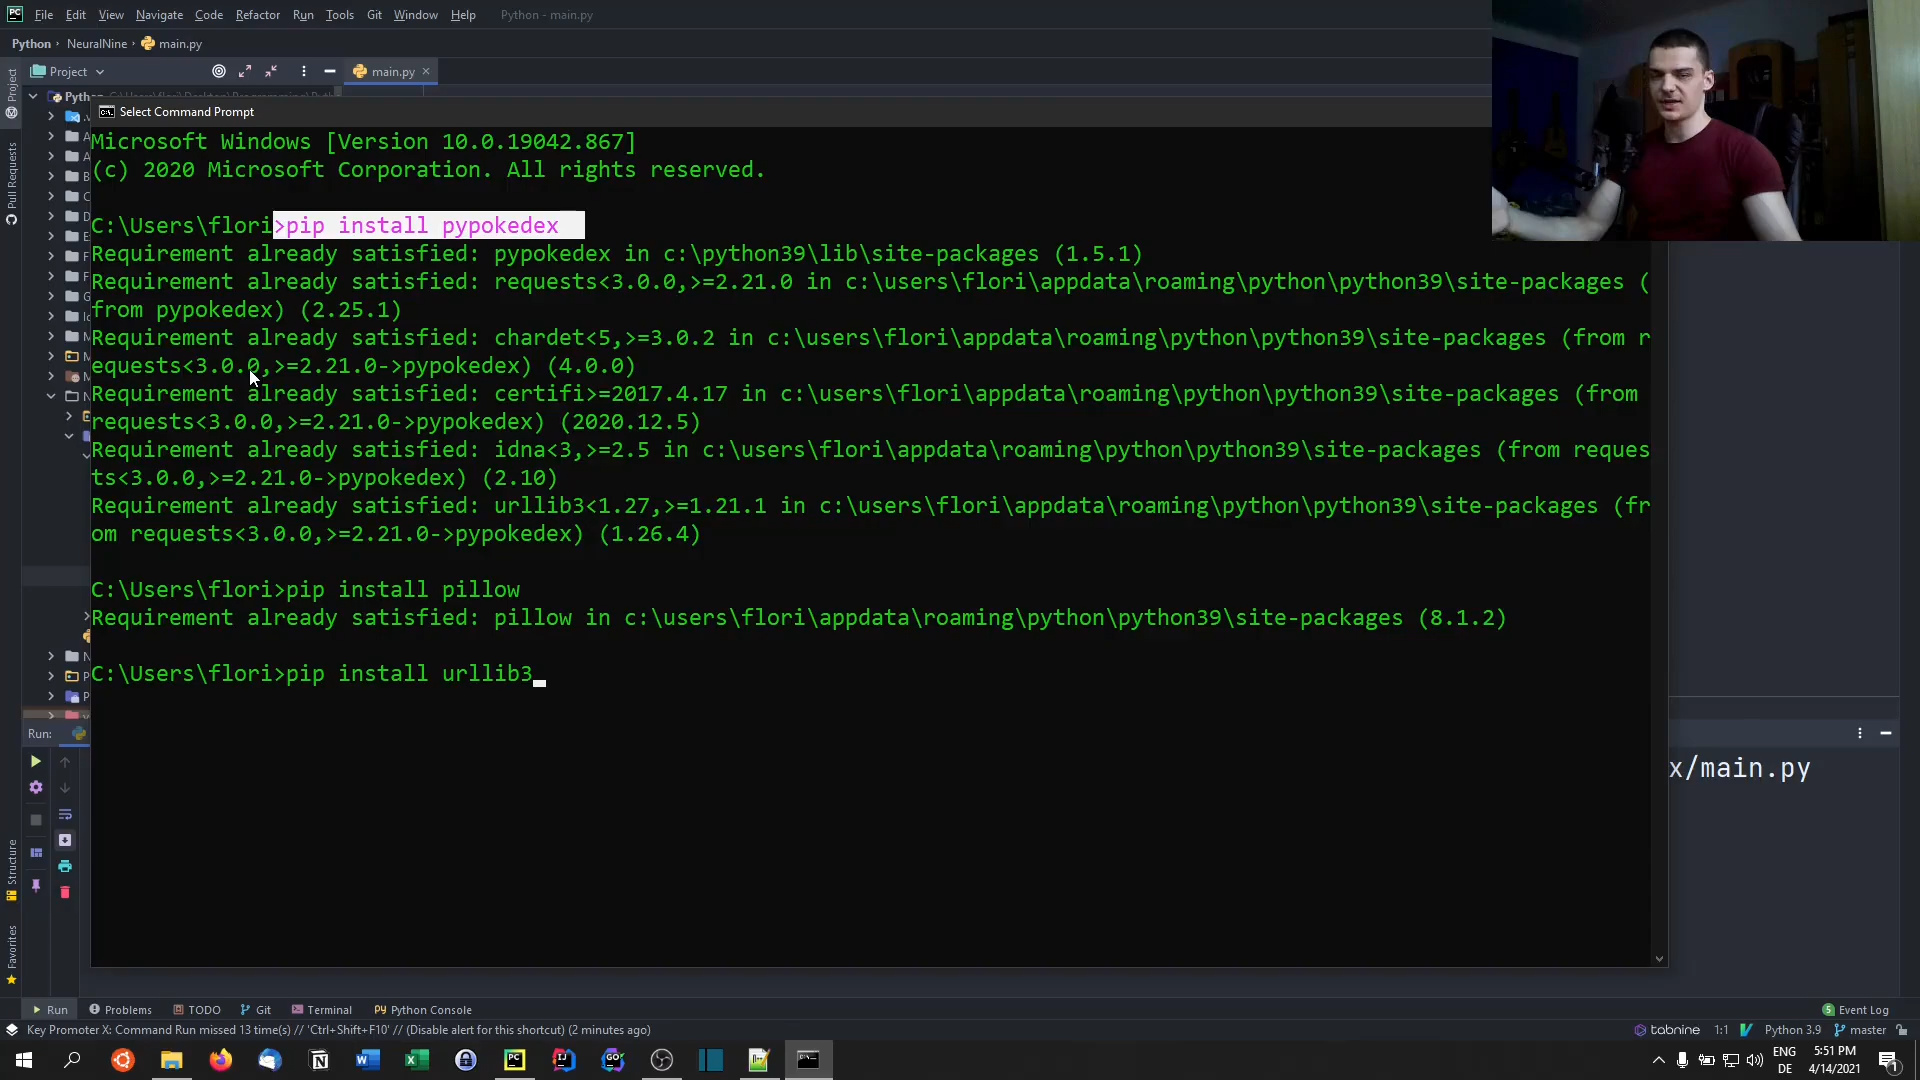 File Edit View Navigate Code Refactor Run Tools Git Window Help Python - main.py
Python NeuralNine main.py
Project main.py
Project
Pull Requests
Select Command Prompt
Microsoft Windows [Version 10.0.19042.867]
(c) 2020 Microsoft Corporation. All rights reserved.
C:\Users\flori>pip install pypokedex
Requirement already satisfied: pypokedex in c:\python39\lib\site-packages (1.5.1)
Requirement already satisfied: requests<3.0.0,>=2.21.0 in c:\users\flori\appdata\roaming\python\python39\site-packages (
from pypokedex) (2.25.1)
Requirement already satisfied: chardet<5,>=3.0.2 in c:\users\flori\appdata\roaming\python\python39\site-packages (from r
equests<3.0.0,>=2.21.0->pypokedex) (4.0.0)
Requirement already satisfied: certifi>=2017.4.17 in c:\users\flori\appdata\roaming\python\python39\site-packages (from
requests<3.0.0,>=2.21.0->pypokedex) (2020.12.5)
Requirement already satisfied: idna<3,>=2.5 in c:\users\flori\appdata\roaming\python\python39\site-packages (from reques
ts<3.0.0,>=2.21.0->pypokedex) (2.10)
Requirement already satisfied: urllib3<1.27,>=1.21.1 in c:\users\flori\appdata\roaming\python\python39\site-packages (fr
om requests<3.0.0,>=2.21.0->pypokedex) (1.26.4)
C:\Users\flori>pip install pillow
Requirement already satisfied: pillow in c:\users\flori\appdata\roaming\python\python39\site-packages (8.1.2)
C:\Users\flori>pip install urllib3
Run:
x/main.py
Structure
Favorites
Run Problems TODO Git Terminal Python Console Event Log
Key Promoter X: Command Run missed 13 time(s) // 'Ctrl+Shift+F10' // (Disable alert for this shortcut) (2 minutes ago) tabnine 1:1 Python 3.9 master
ENG 5:51 PM
DE 4/14/2021